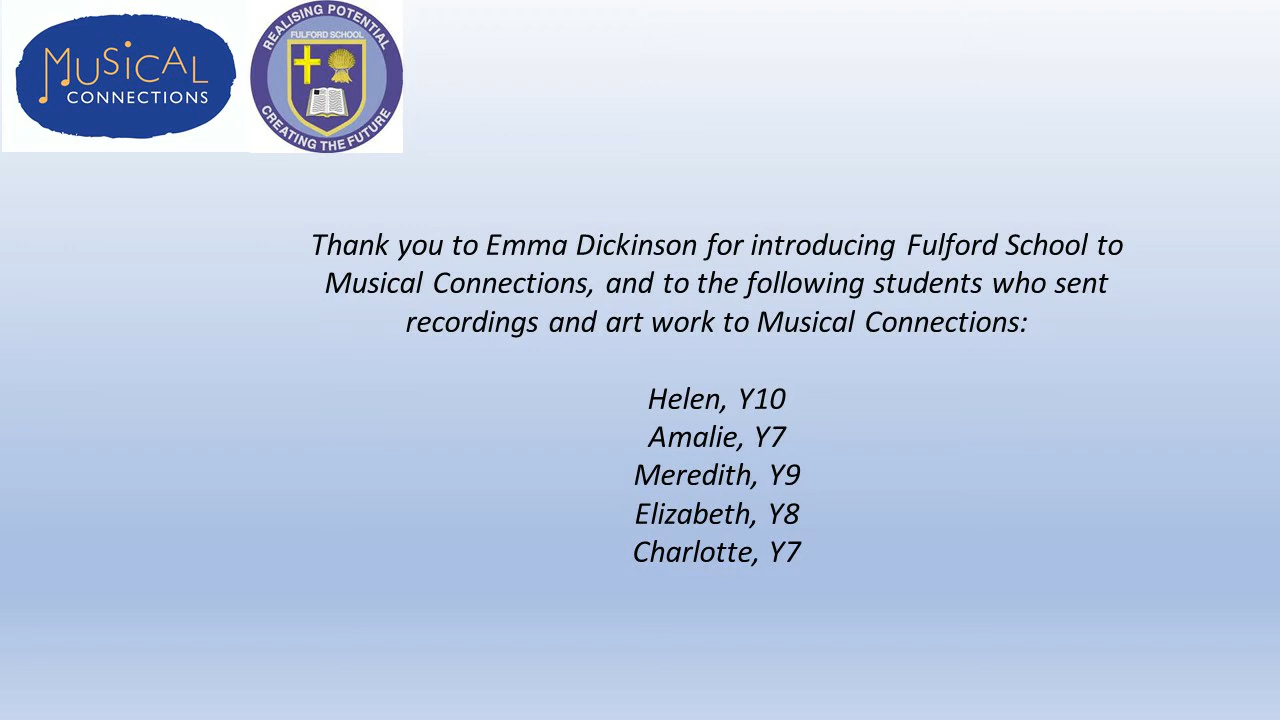 MUSICAL
CONNECTIONS
REALISING POTENTIAL
FULFORD SCHOOL
CREATING THE FUTURE
Thank you to Emma Dickinson for introducing Fulford School to
Musical Connections, and to the following students who sent
recordings and art work to Musical Connections:
Helen, Y10
Amalie, Y7
Meredith, Y9
Elizabeth, Y8
Charlotte, Y7